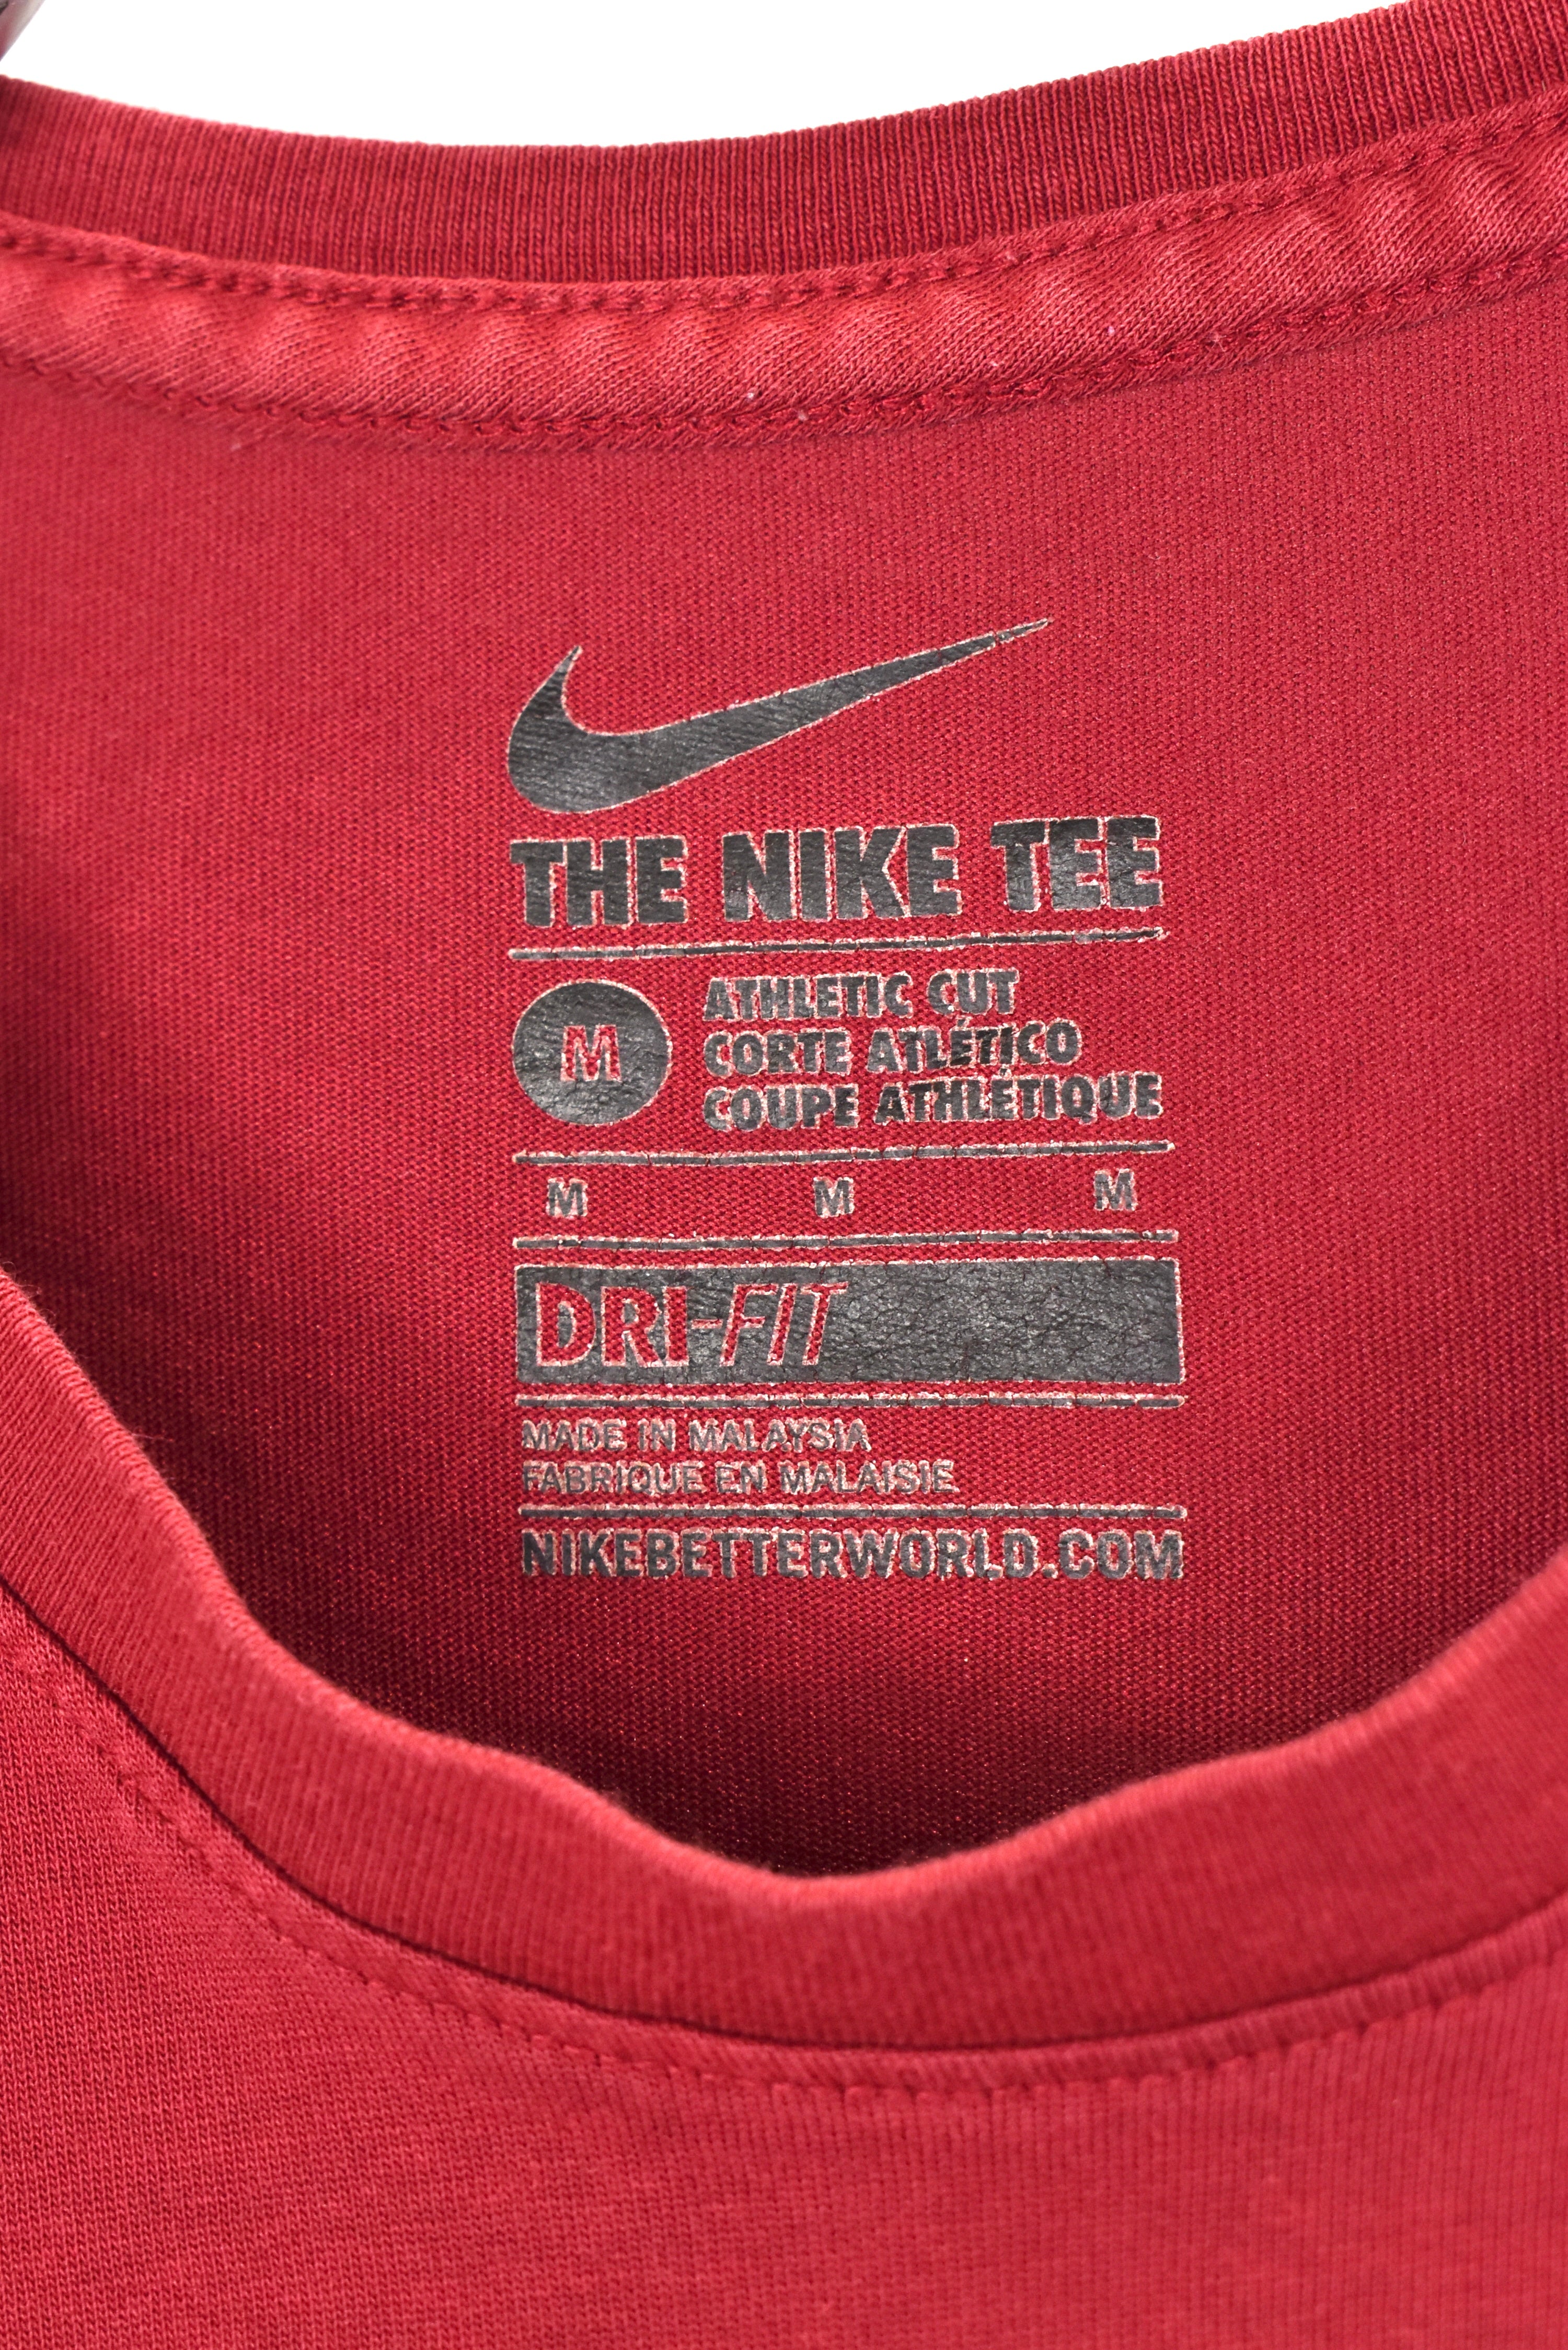 THE NIKE TEE
M
ATHLETIC CUT
CORTE ATLÉTICO
COUPE ATHLÉTIQUE
M M M
DRI-FIT
MADE IN MALAYSIA
FABRIQUE EN MALAISIE
NIKEBETTERWORLD.COM